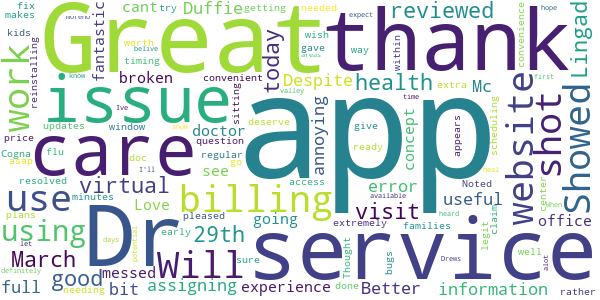 fix
cant
try
Duffie
getting
needed
reviewed
makes
kids
Great
thank
worth
wish
expect
hope
reinstalling
fantastic
believe
gave
way
within
convenience
Lingad
timing
today
Despite
health
Mc
extra
work
broken
convenient
sitting
issue
app
website
shot
Showed
price
updates
window
doctor
annoying
concept
scheduling
Cogna
flu
assigning
question
deserve
give
appears
asap
care
doc
regular
ready
resolved
I'll
see
go
error
time
Noted
first
virtual
minutes
access
valley
use
Dr
Love
billing
visit
useful
office
plans
pleased
going
extremely
families
center
When
using
Will
early
29th
service
legit
claim
available
March
let
days
messed
sure
Thought
done
bugs
heard
Drews
well
alot
full
good
bit
needing
definitely
potential
experience
Better
information
rather